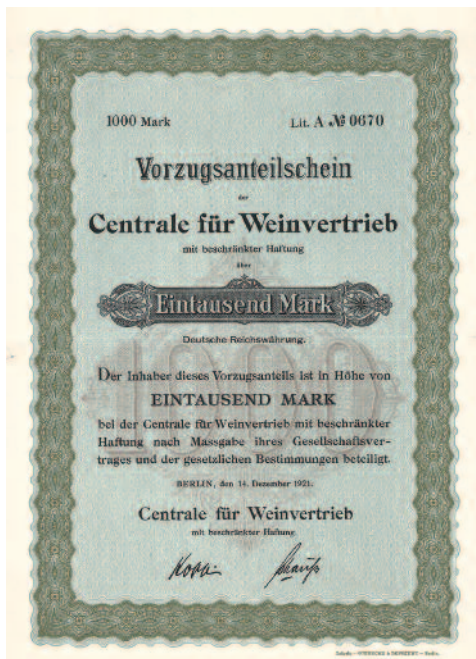 1000 Mark Lit. A № 0670
Vorzugsanteilschein
der
Centrale für Weinvertrieb
mit beschränkter Haftung
über
Eintausend Mark
Deutsche Reichswährung.
1000
Der Inhaber dieses Vorzugsanteils ist in Höhe von
EINTAUSEND MARK
bei der Centrale für Weinvertrieb mit beschränkter
Haftung nach Massgabe ihres Gesellschaftsver-
trages und der gesetzlichen Bestimmungen beteiligt.
BERLIN, den 14. Dezember 1921.
Centrale für Weinvertrieb
mit beschränkter Haftung